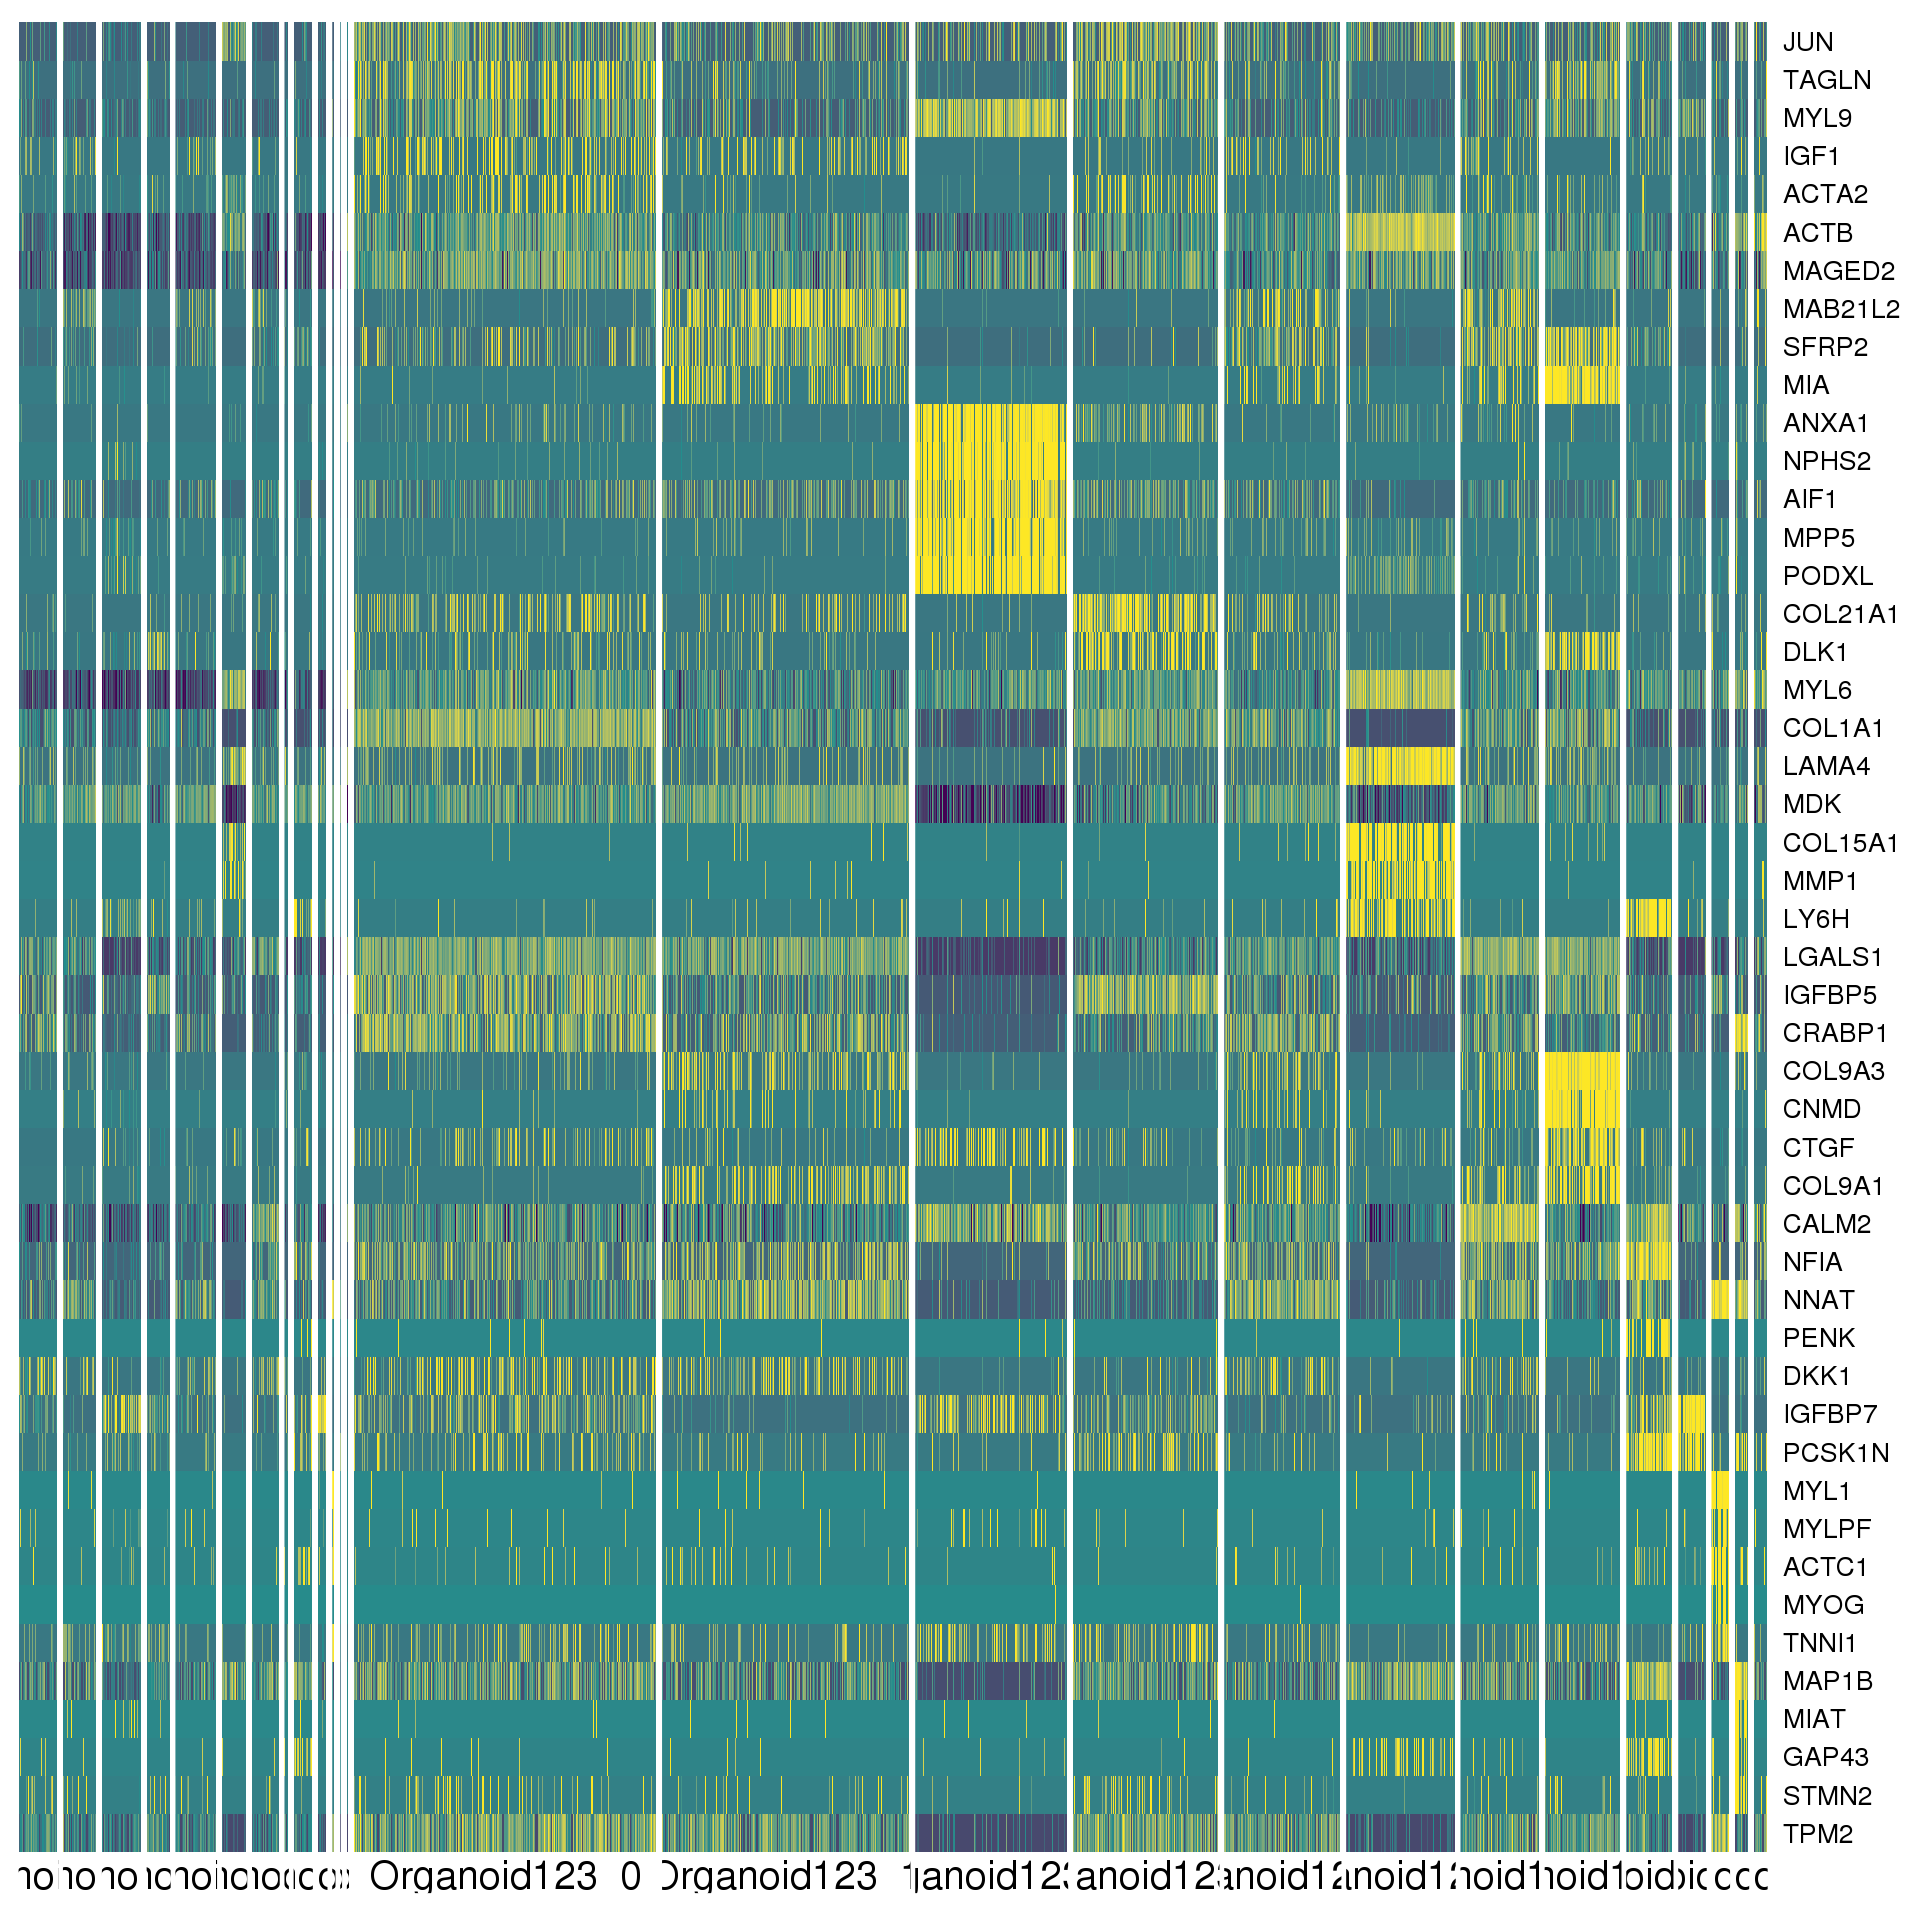 JUN
TAGLN
MYL9
IGF1
ACTA2
ACTB
MAGED2
MAB21L2
SFRP2
MIA
ANXA1
NPHS2
AIF1
MPP5
PODXL
COL21A1
DLK1
MYL6
COL1A1
LAMA4
MDK
COL15A1
MMP1
LY6H
LGALS1
IGFBP5
CRABP1
COL9A3
CNMD
CTGF
COL9A1
CALM2
NFIA
NNAT
PENK
DKK1
IGFBP7
PCSK1N
MYL1
MYLPF
ACTC1
MYOG
TNNI1
MAP1B
MIAT
GAP43
STMN2
TPM2
Organoid123 0 Organoid123